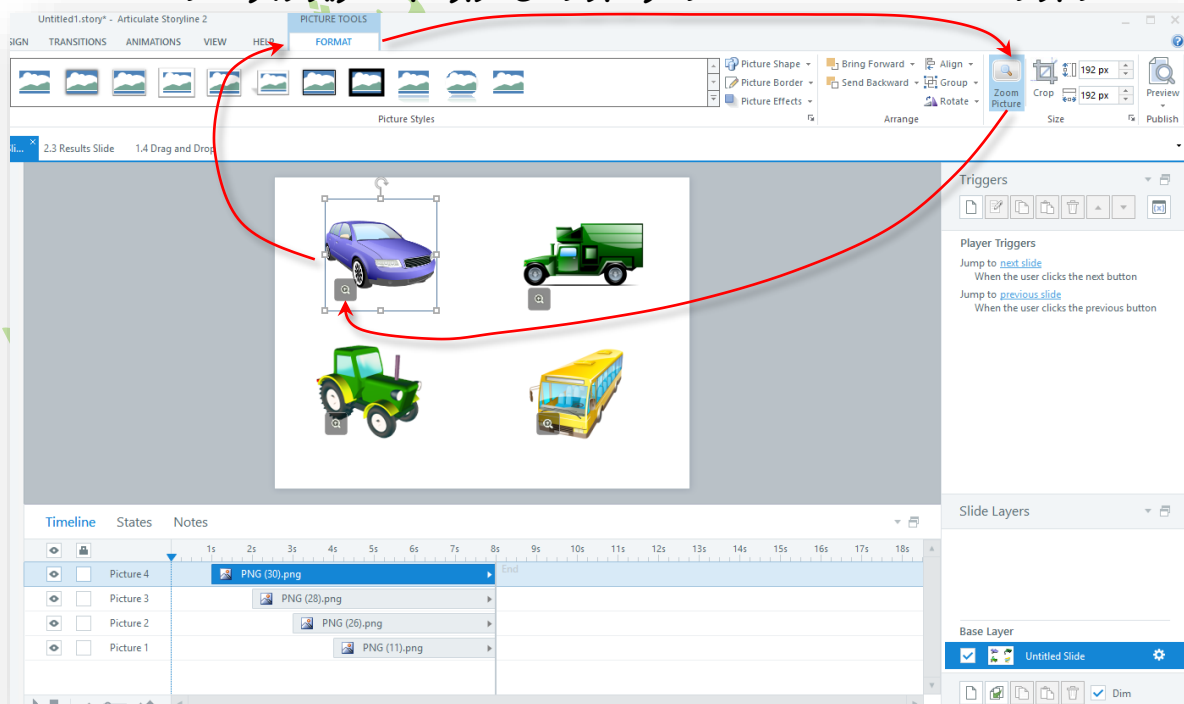 Untitled1.story* - Articulate Storyline 2
PICTURE TOOLS
SIGN TRANSITIONS ANIMATIONS VIEW HELP FORMAT
Picture Shape
Picture Border
Picture Effects
Bring Forward
Send Backward
Align
Group
Rotate
Zoom
Picture
Crop
192 px
192 px
Preview
Picture Styles
Arrange
Size
Publish
Sli...
2.3 Results Slide
1.4 Drag and Drop
Triggers
Player Triggers
Jump to next slide
When the user clicks the next button
Jump to previous slide
When the user clicks the previous button
Timeline States Notes
1s 2s 3s 4s 5s 6s 7s 8s 9s 10s 11s 12s 13s 14s 15s 16s 17s 18s
Picture 4 PNG (30).png End
Picture 3 PNG (28).png
Picture 2 PNG (26).png
Picture 1 PNG (11).png
Slide Layers
Base Layer
Untitled Slide
Dim